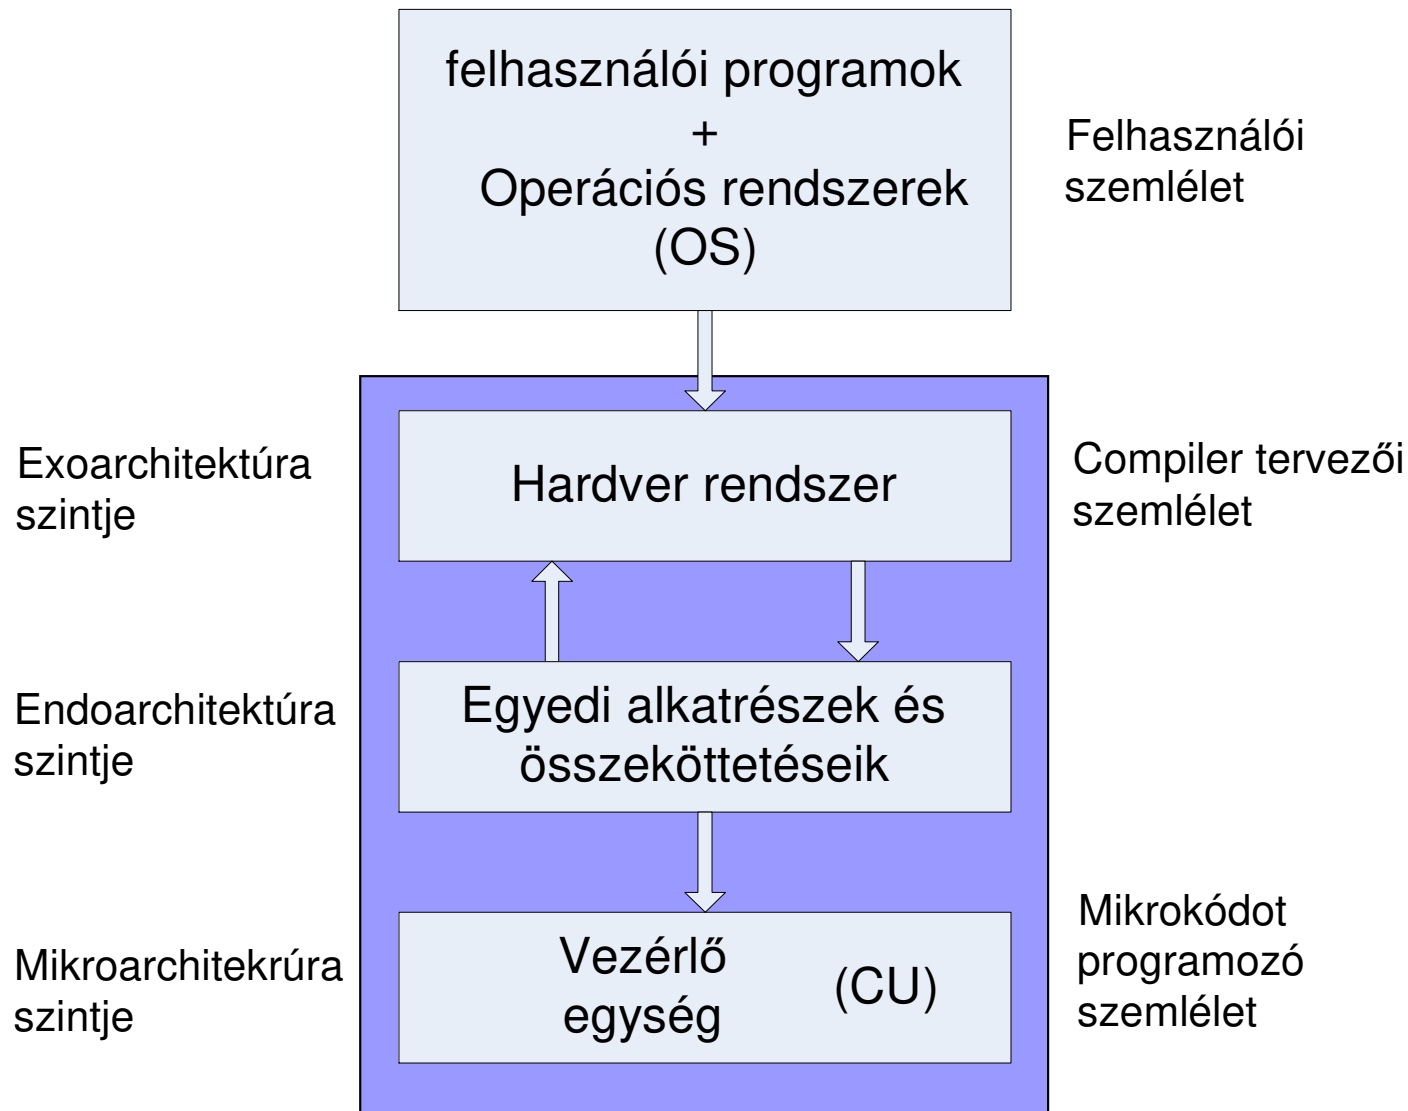 felhasználói programok
+
Operációs rendszerek
(OS)
Felhasználói
szemlélet
Exoarchitektúra
szintje
Hardver rendszer
Compiler tervezői
szemlélet
Endoarchitektúra
szintje
Egyedi alkatrészek és
összeköttetéseik
Mikroarchitekrúra
szintje
Vezérlő
egység
(CU)
Mikrokódot
programozó
szemlélet